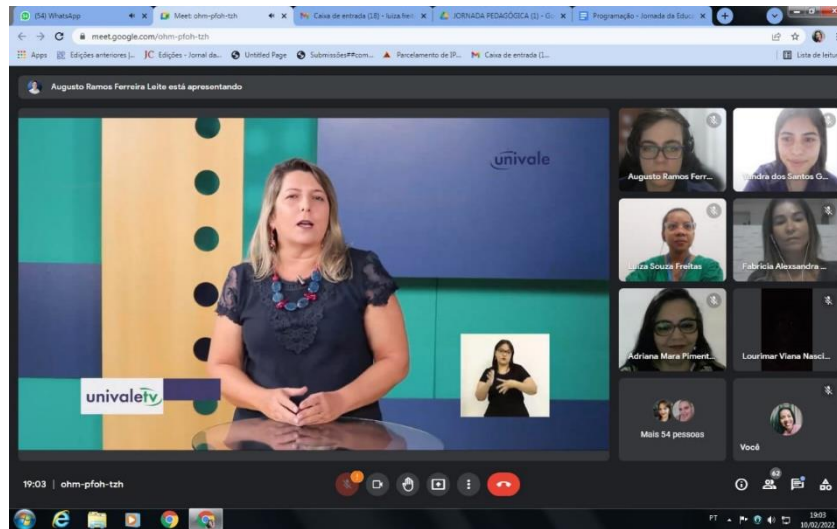 (54) WhatsApp
Meet: ohm-pfoh-tzh
Caixa de entrada (18) - luiza.freit
JORNADA PEDAGÓGICA (1) - G
Programação - Jornada da Educ
meet.google.com/ohm-pfoh-tzh
Apps
Edições anteriores |...
Edições - Jornal da...
Untitled Page
Submissões##com...
Parcelamento de IP...
Caixa de entrada (1...
Lista de leitu
Augusto Ramos Ferreira Leite está apresentando
univale
univaletv
Augusto Ramos Ferr...
dos Santos G...
Luiza Souza Freitas
Fabrícia Alexsandra ...
Adriana Mara Piment...
Lourimar Viana Nasci...
Mais 54 pessoas
Você
19:03 | ohm-pfoh-tzh
62
PT
19:03
10/02/2022